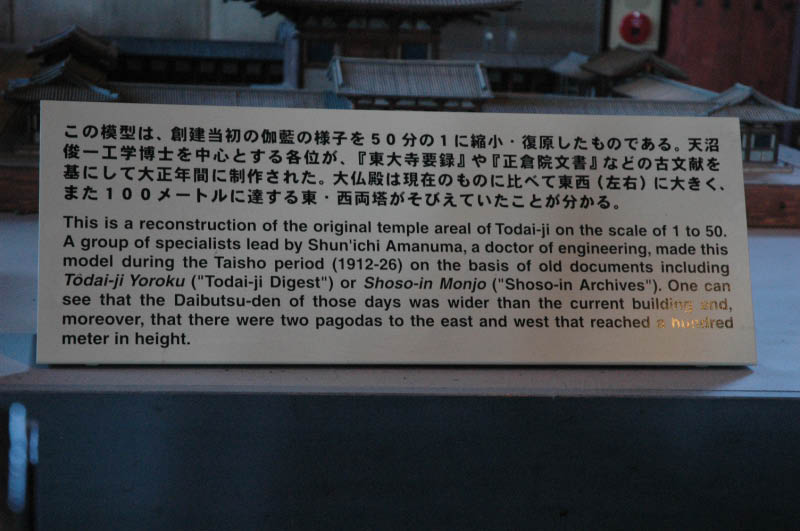 この模型は、創建当初の伽藍の様子を５０分の１に縮小・復原したものである。天沼
俊一工学博士を中心とする各位が、『東大寺要録』や『正倉院文書』などの古文献を
基にして大正年間に制作された。大仏殿は現在のものに比べて東西（左右）に大きく、
また１００メートルに達する東・西両塔がそびえていたことが分かる。
This is a reconstruction of the original temple areal of Todai-ji on the scale of 1 to 50.
A group of specialists lead by Shun'ichi Amanuma, a doctor of engineering, made this
model during the Taisho period (1912-26) on the basis of old documents including
Tôdai-ji Yoroku ("Todai-ji Digest") or Shoso-in Monjo ("Shoso-in Archives"). One can
see that the Daibutsu-den of those days was wider than the current building and,
moreover, that there were two pagodas to the east and west that reached a hundred
meter in height.